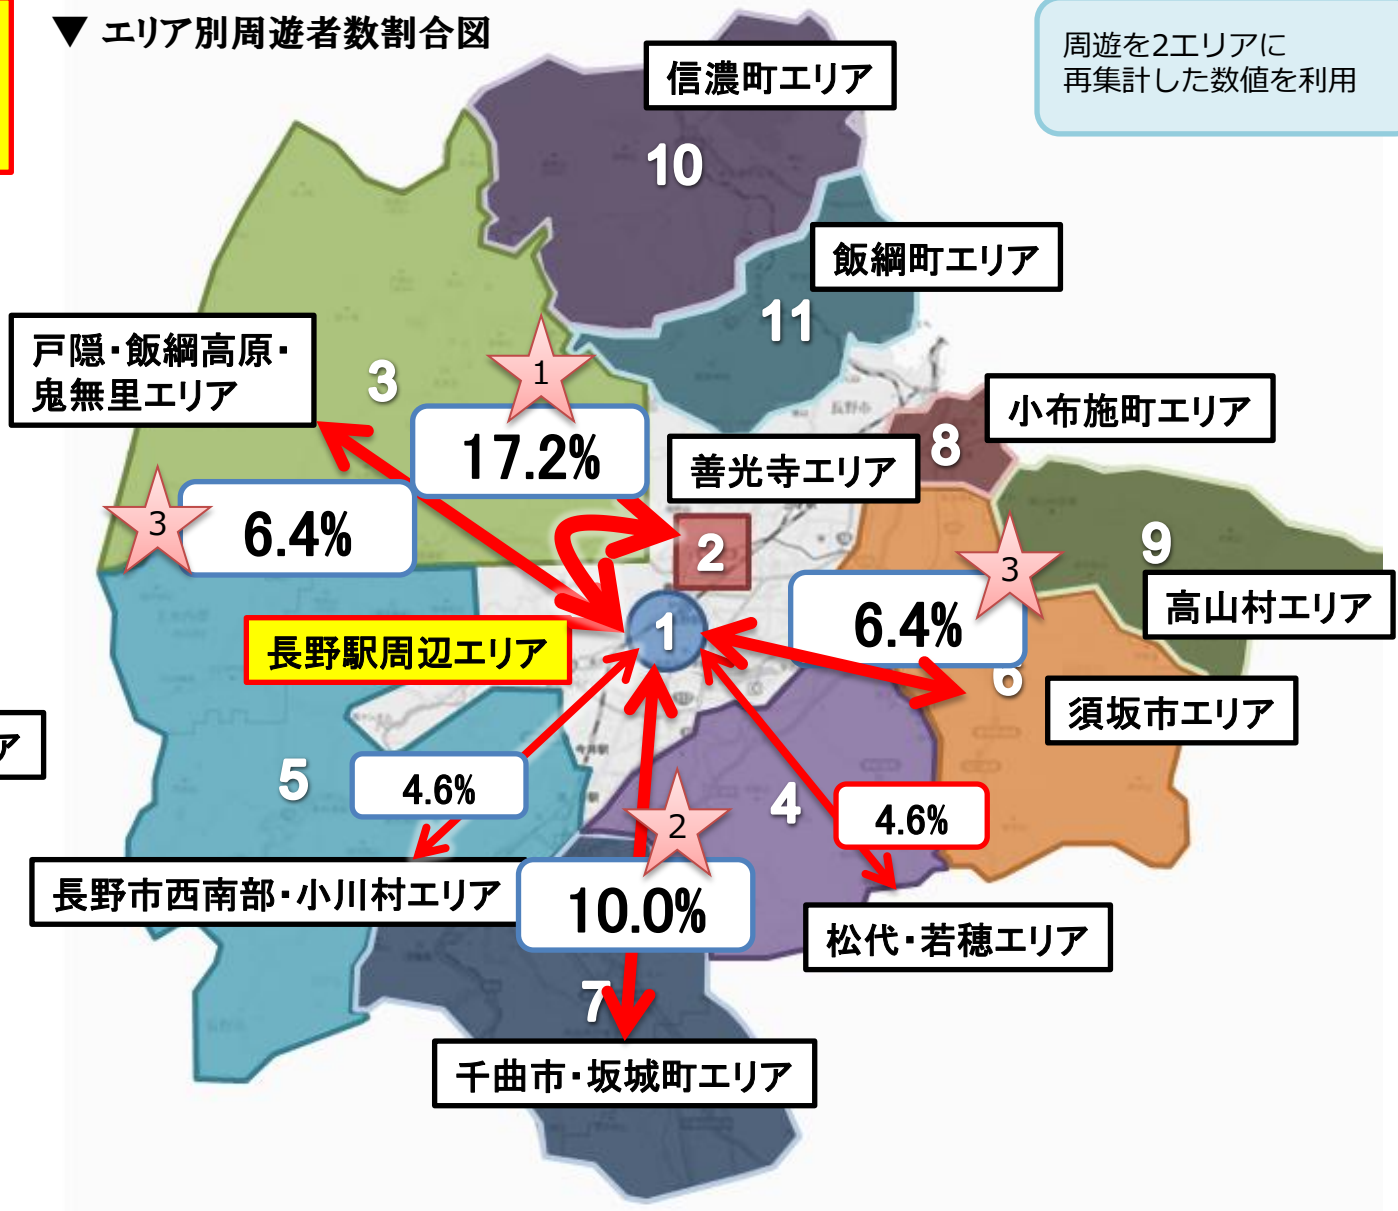 ▼ エリア別周遊者数割合図
周遊を2エリアに
再集計した数値を利用
信濃町エリア
10
飯綱町エリア
11
戸隠・飯綱高原・
鬼無里エリア
3
1
17.2%
小布施町エリア
8
善光寺エリア
2
3
6.4%
9
高山村エリア
3
6.4%
6
須坂市エリア
長野駅周辺エリア
1
ア
5
4.6%
4
4.6%
2
10.0%
長野市西南部・小川村エリア
松代・若穂エリア
7
千曲市・坂城町エリア
長野市
今井駅